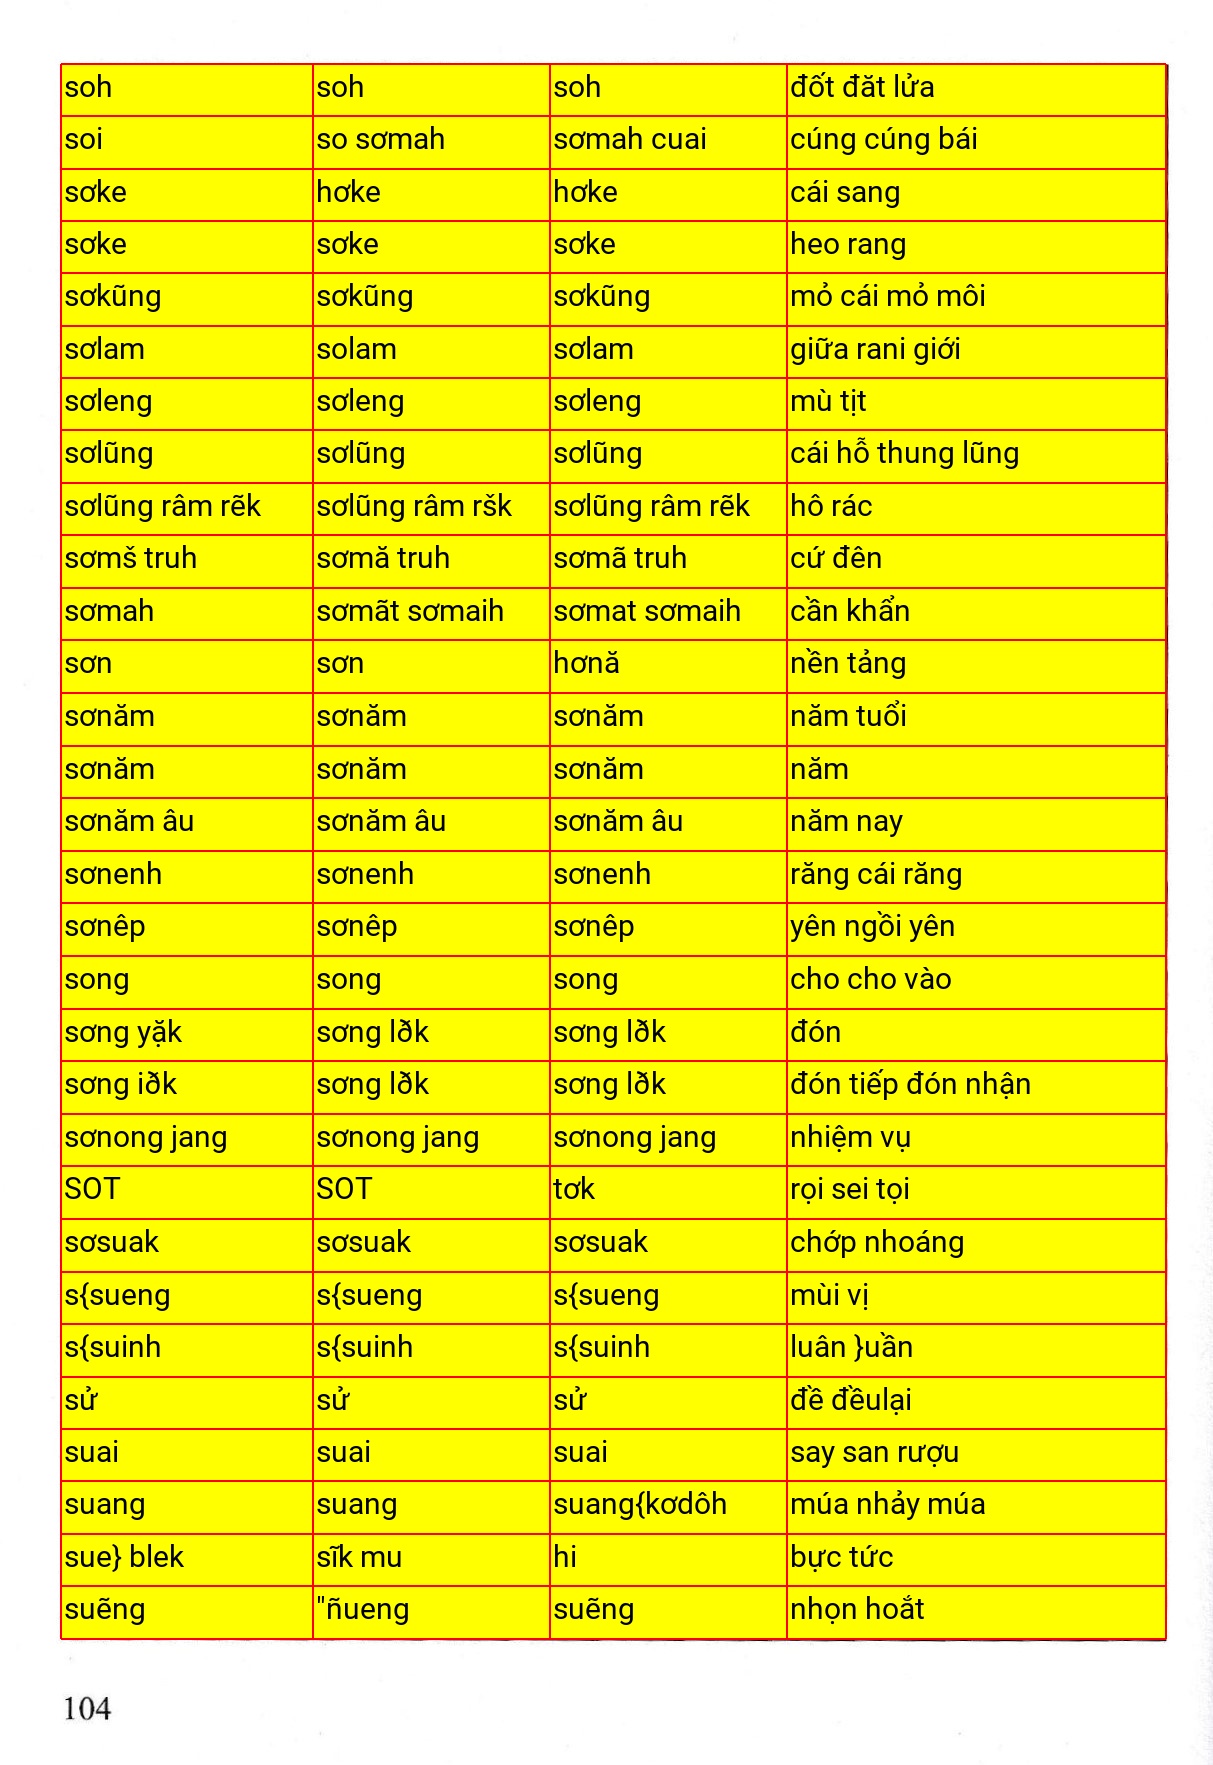 soh soh soh đốt đăt lửa
soi so sơmah sơmah cuai cúng cúng bái
sơke hơke hơke cái sang
sơke sơke sơke heo rang
sơkũng sơkũng sơkũng mỏ cái mỏ môi
sơlam solam sơlam giữa rani giới
sơleng sơleng sơleng mù tịt
sơlũng sơlũng sơlũng cái hỗ thung lũng
sơlũng râm rẽk sơlũng râm ršk sơlũng râm rẽk hô rác
sơmš truh sơmă truh sơmã truh cứ đên
sơmah sơmãt sơmaih sơmat sơmaih cần khẩn
sơn sơn hơnă nền tảng
sơnăm sơnăm sơnăm năm tuổi
sơnăm sơnăm sơnăm năm
sơnăm âu sơnăm âu sơnăm âu năm nay
sơnenh sơnenh sơnenh răng cái răng
sơnêp sơnêp sơnêp yên ngồi yên
song song song cho cho vào
sơng yặk sơng lðk sơng lðk đón
sơng iðk sơng lðk sơng lðk đón tiếp đón nhận
sơnong jang sơnong jang sơnong jang nhiệm vụ
SOT SOT tơk rọi sei tọi
sơsuak sơsuak sơsuak chớp nhoáng
s{sueng s{sueng s{sueng mùi vị
s{suinh s{suinh s{suinh luân }uần
sử sử sử đề đềulại
suai suai suai say san rượu
suang suang suang{kơdôh múa nhảy múa
sue} blek sĩk mu hi bực tức
suẽng "ñueng suẽng nhọn hoắt
104